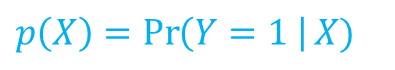 p(X) = Pr(Y = 1 | X)